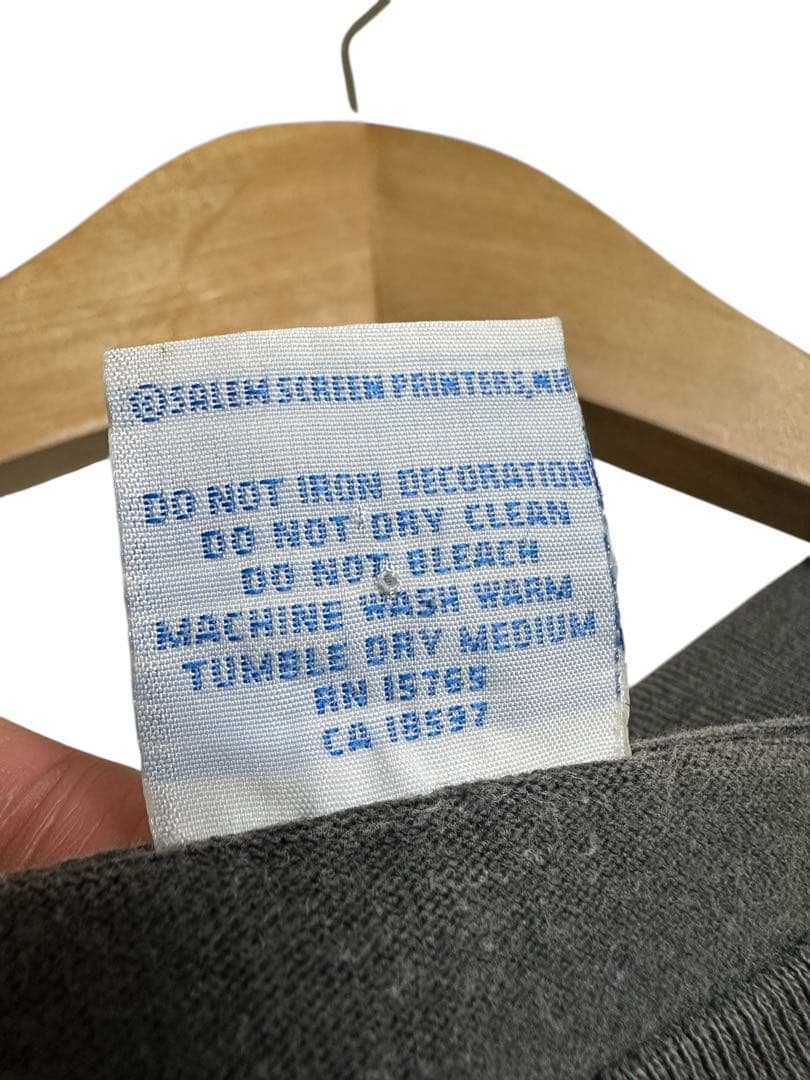 ®SALEM SCREEN PRINTERS,NH
DO NOT IRON DECORATION
DO NOT DRY CLEAN
DO NOT BLEACH
MACHINE WASH WARM
TUMBLE DRY MEDIUM
RN 15765
CA 18597